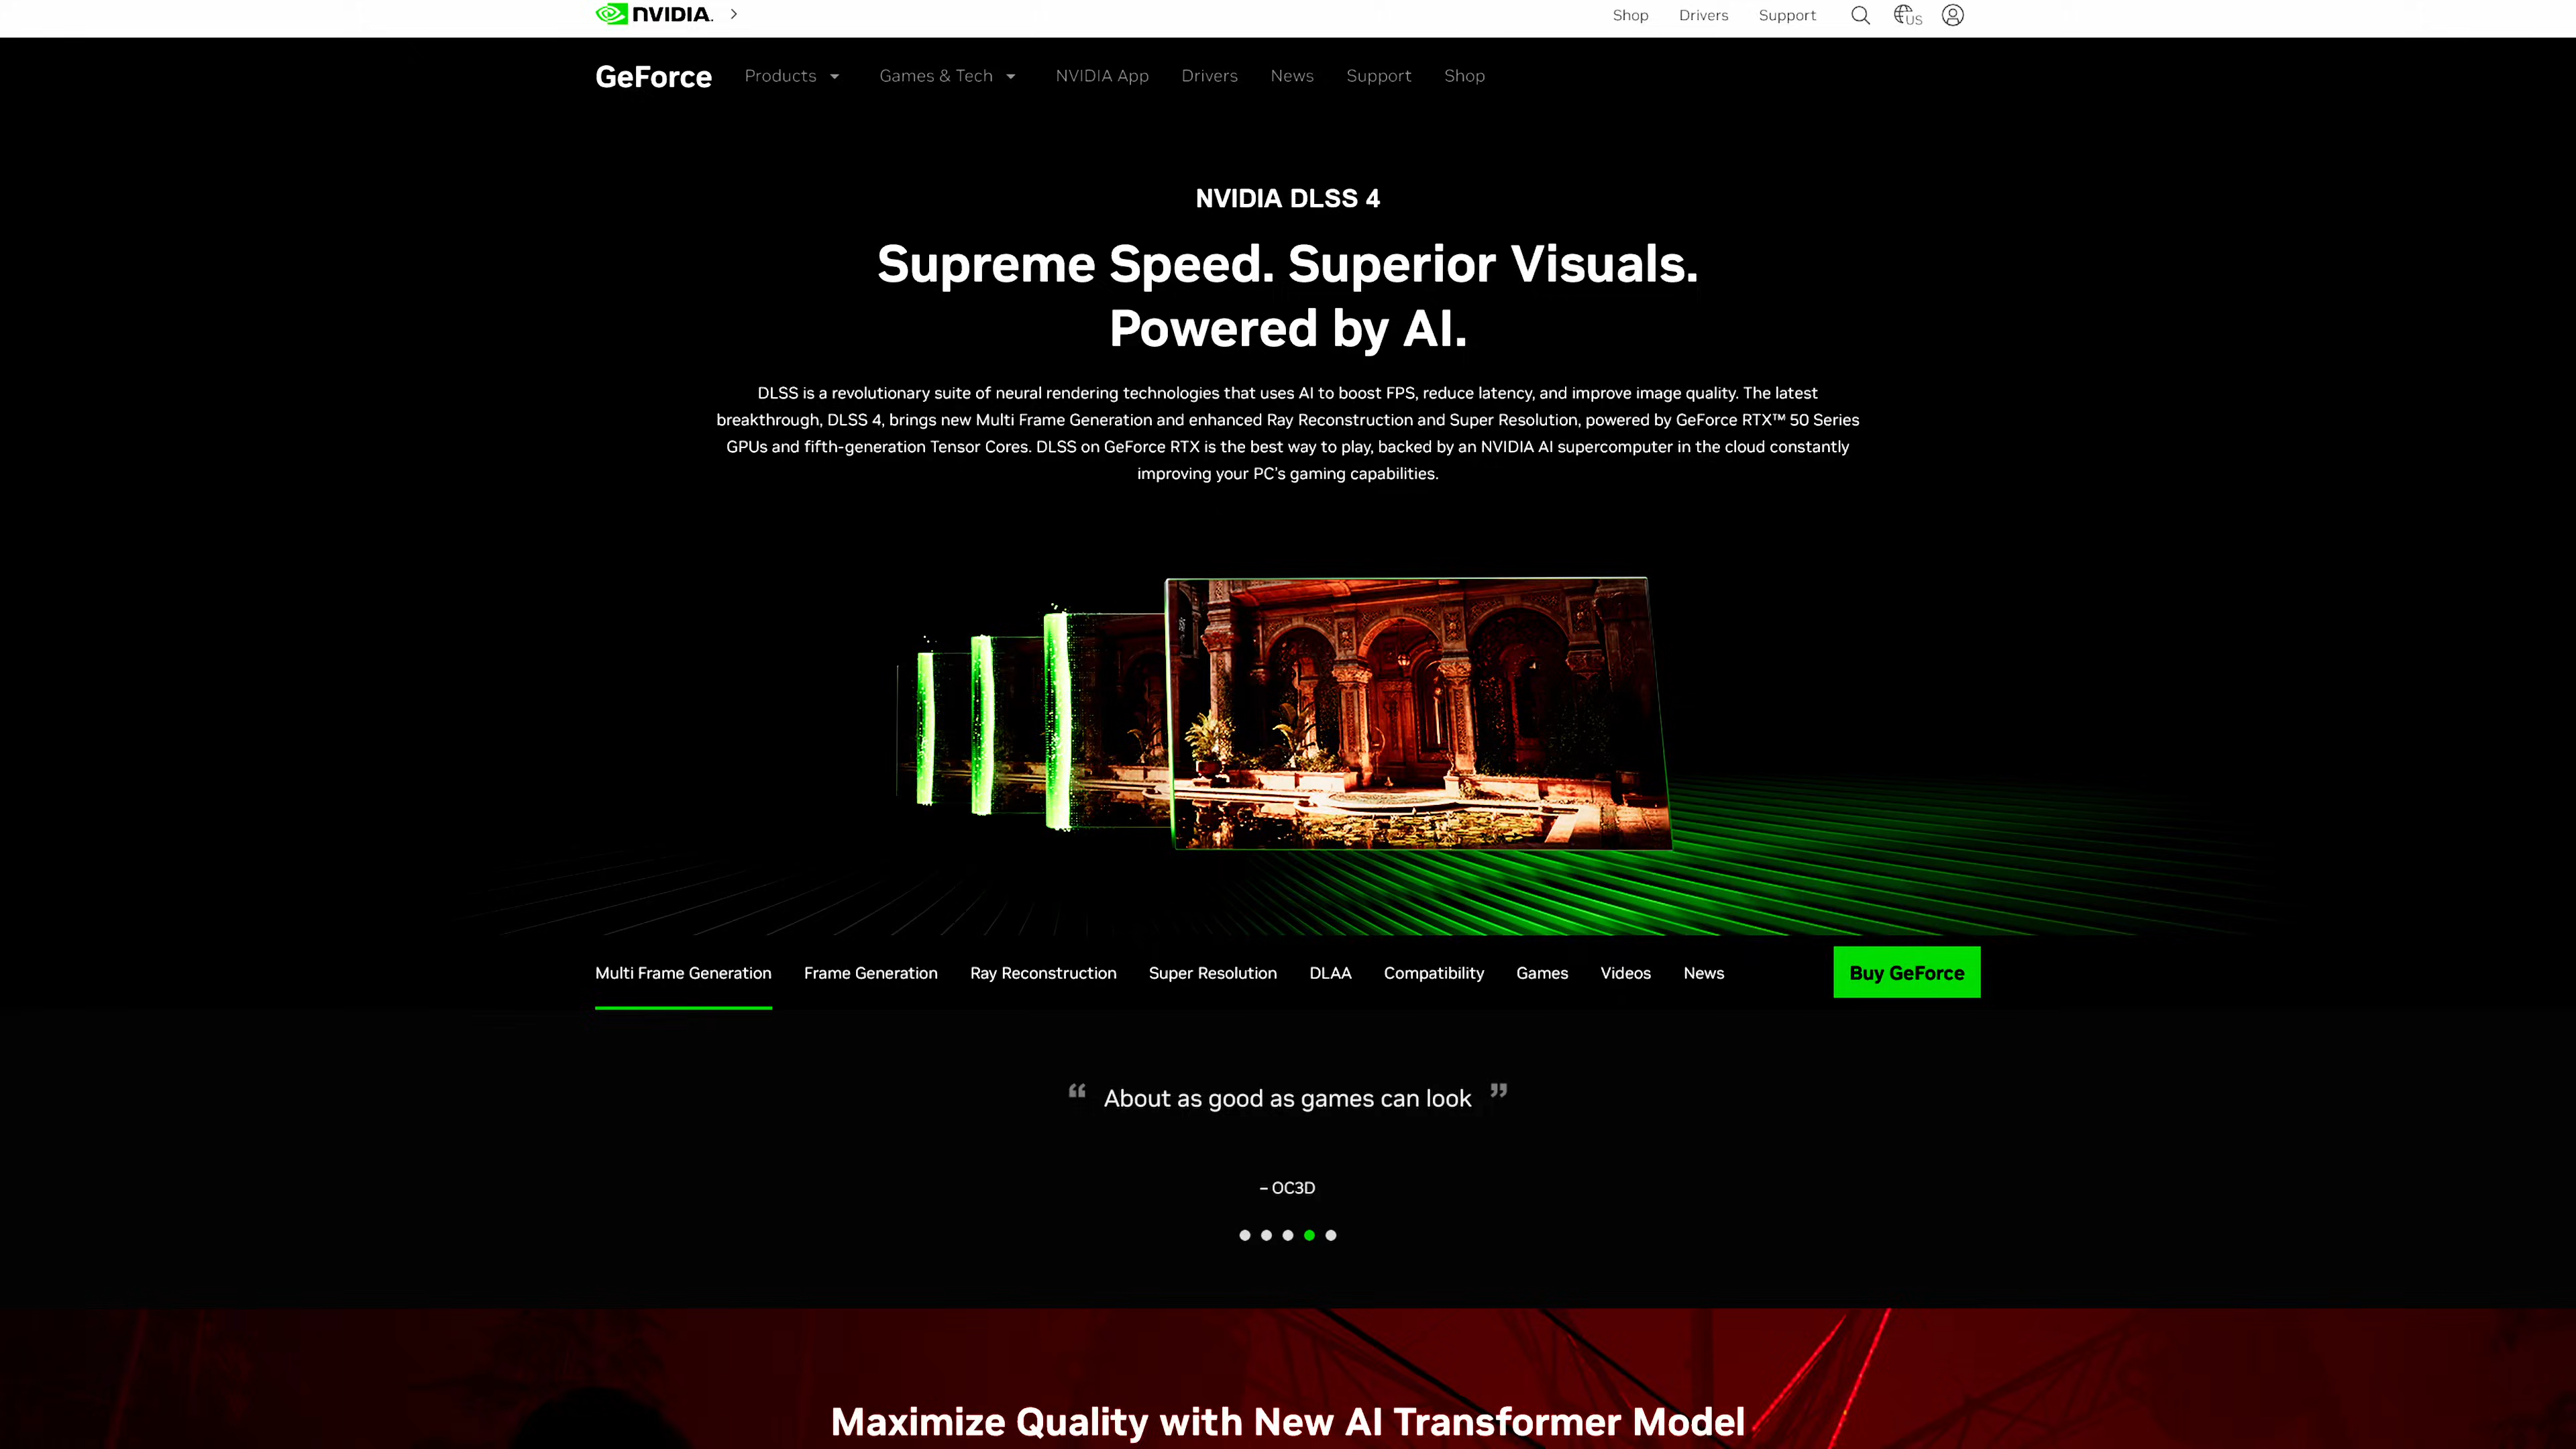 NVIDIA.
Shop Drivers Support US
GeForce Products Games & Tech NVIDIA App Drivers News Support Shop
NVIDIA DLSS 4
Supreme Speed. Superior Visuals.
Powered by AI.
DLSS is a revolutionary suite of neural rendering technologies that uses AI to boost FPS, reduce latency, and improve image quality. The latest
breakthrough, DLSS 4, brings new Multi Frame Generation and enhanced Ray Reconstruction and Super Resolution, powered by GeForce RTX™ 50 Series
GPUs and fifth-generation Tensor Cores. DLSS on GeForce RTX is the best way to play, backed by an NVIDIA AI supercomputer in the cloud constantly
improving your PC’s gaming capabilities.
Multi Frame Generation Frame Generation Ray Reconstruction Super Resolution DLAA Compatibility Games Videos News Buy GeForce
“ About as good as games can look ”
– OC3D
Maximize Quality with New AI Transformer Model